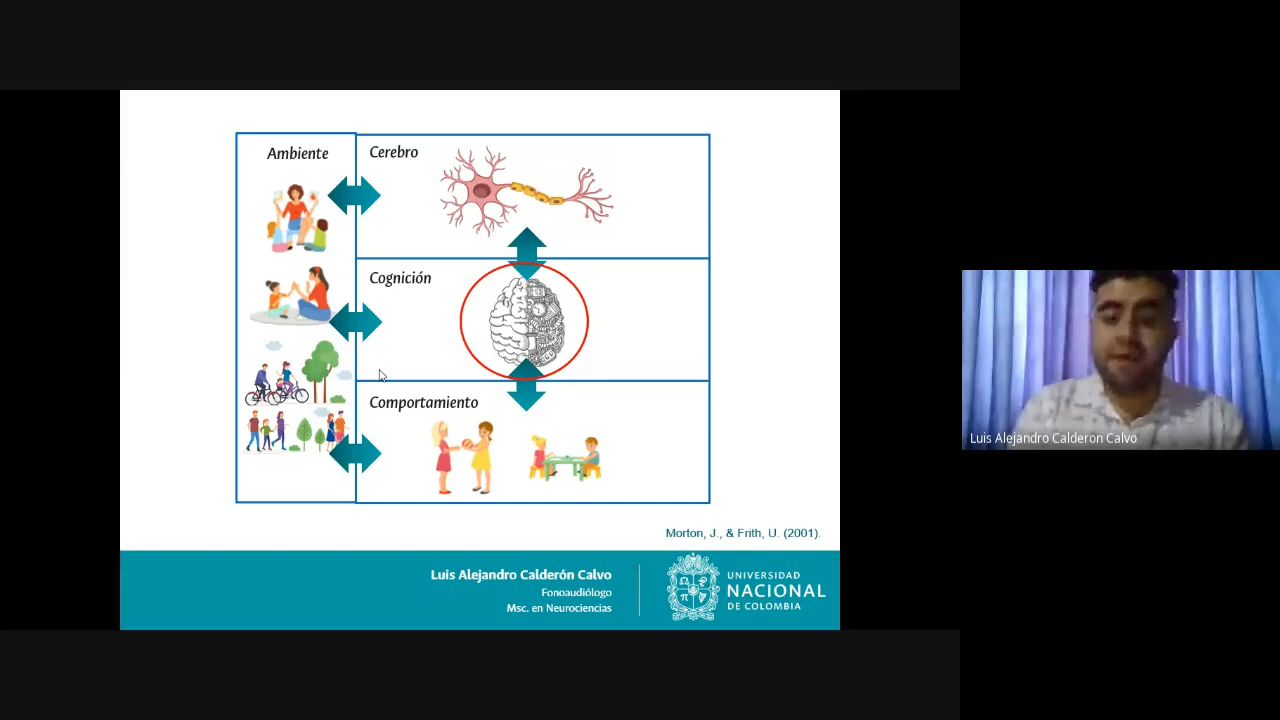 Ambiente
Cerebro
Cognición
Comportamiento
Morton, J., & Frith, U. (2001).
Luis Alejandro Calderón Calvo
Fonoaudiólogo
Msc. en Neurociencias
UNIVERSIDAD
NACIONAL
DE COLOMBIA
Luis Alejandro Calderon Calvo